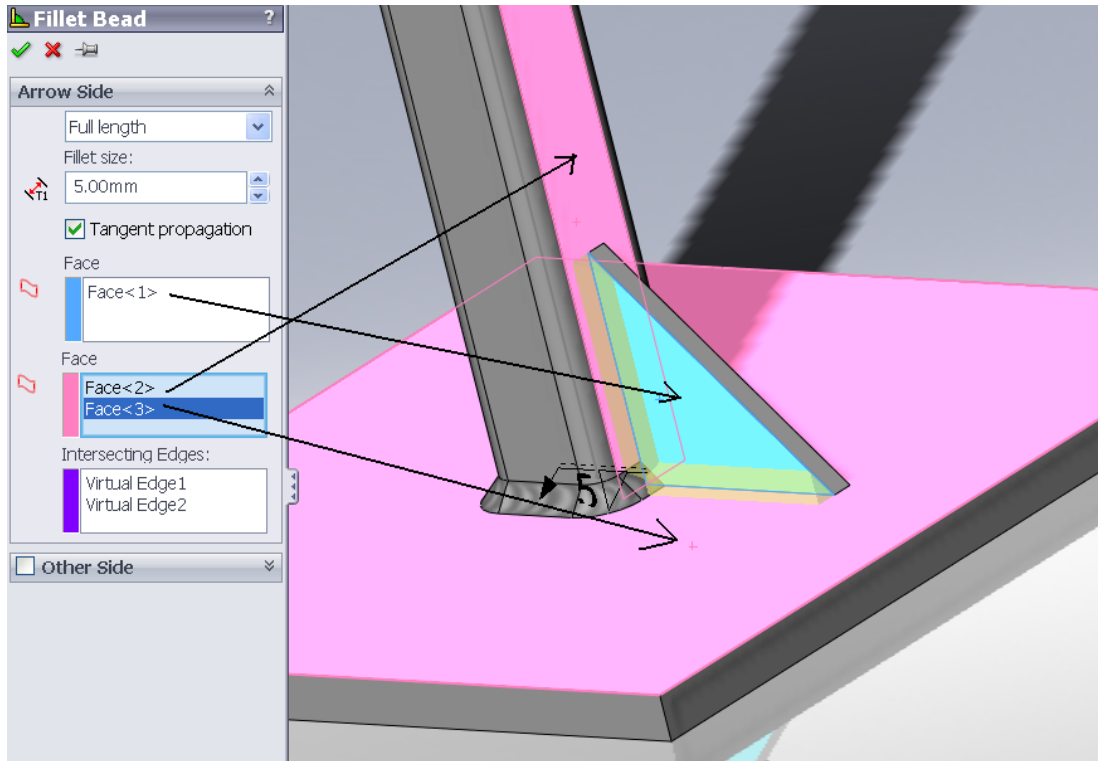 Fillet Bead ?
Arrow Side
Full length
Fillet size:
T1
5.00mm
Tangent propagation
Face
Face<1>
Face
Face<2>
Face<3>
Intersecting Edges:
Virtual Edge1
Virtual Edge2
Other Side
5